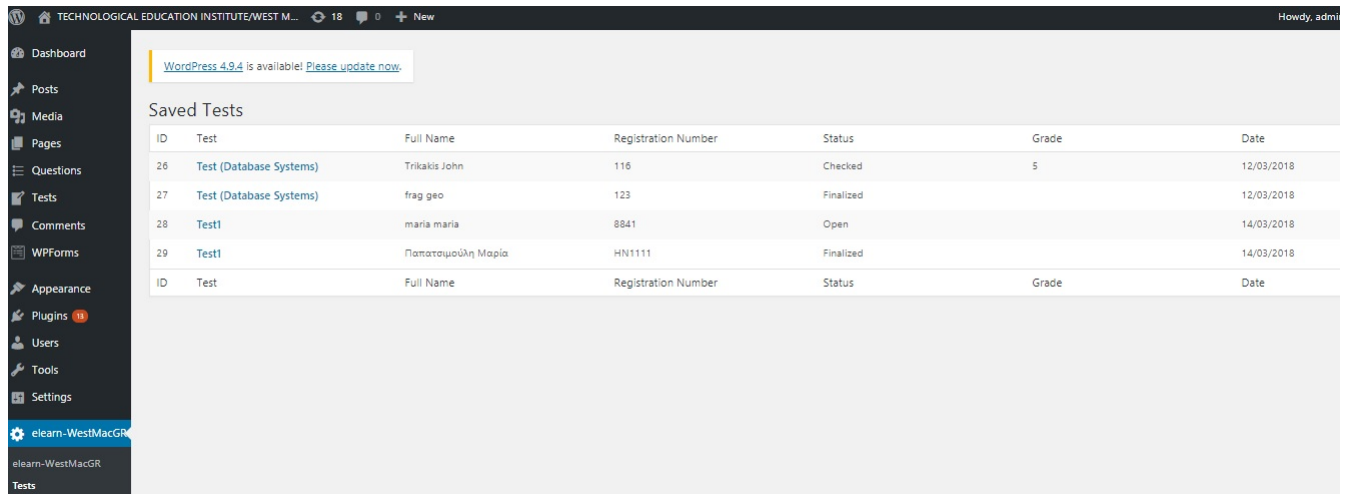 TECHNOLOGICAL EDUCATION INSTITUTE/WEST M... 18 0 New Howdy, admi
Dashboard
Posts
Media
Pages
Questions
Tests
Comments
WPForms
Appearance
Plugins 13
Users
Tools
Settings
elearn-WestMacGR
elearn-WestMacGR
Tests
WordPress 4.9.4 is available! Please update now.
Saved Tests
ID Test Full Name Registration Number Status Grade Date
26 Test (Database Systems) Trikakis John 116 Checked 5 12/03/2018
27 Test (Database Systems) frag geo 123 Finalized 12/03/2018
28 Test1 maria maria 8841 Open 14/03/2018
29 Test1 Παπατσιμούλη Μαρία HN1111 Finalized 14/03/2018
ID Test Full Name Registration Number Status Grade Date